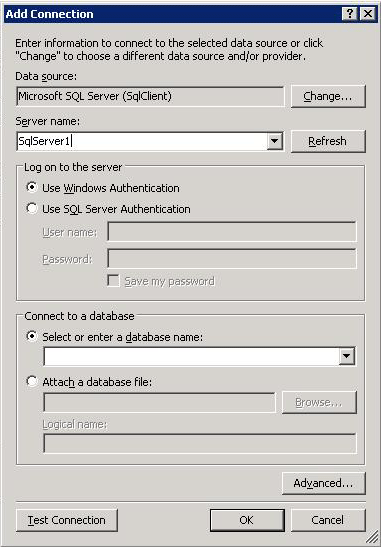 Add Connection
Enter information to connect to the selected data source or click
"Change" to choose a different data source and/or provider.
Data source:
Microsoft SQL Server (SqlClient)
Change...
Server name:
SqlServer1
Refresh
Log on to the server
Use Windows Authentication
Use SQL Server Authentication
User name:
Password:
Save my password
Connect to a database
Select or enter a database name:
Attach a database file:
Browse...
Logical name:
Advanced...
Test Connection
OK
Cancel